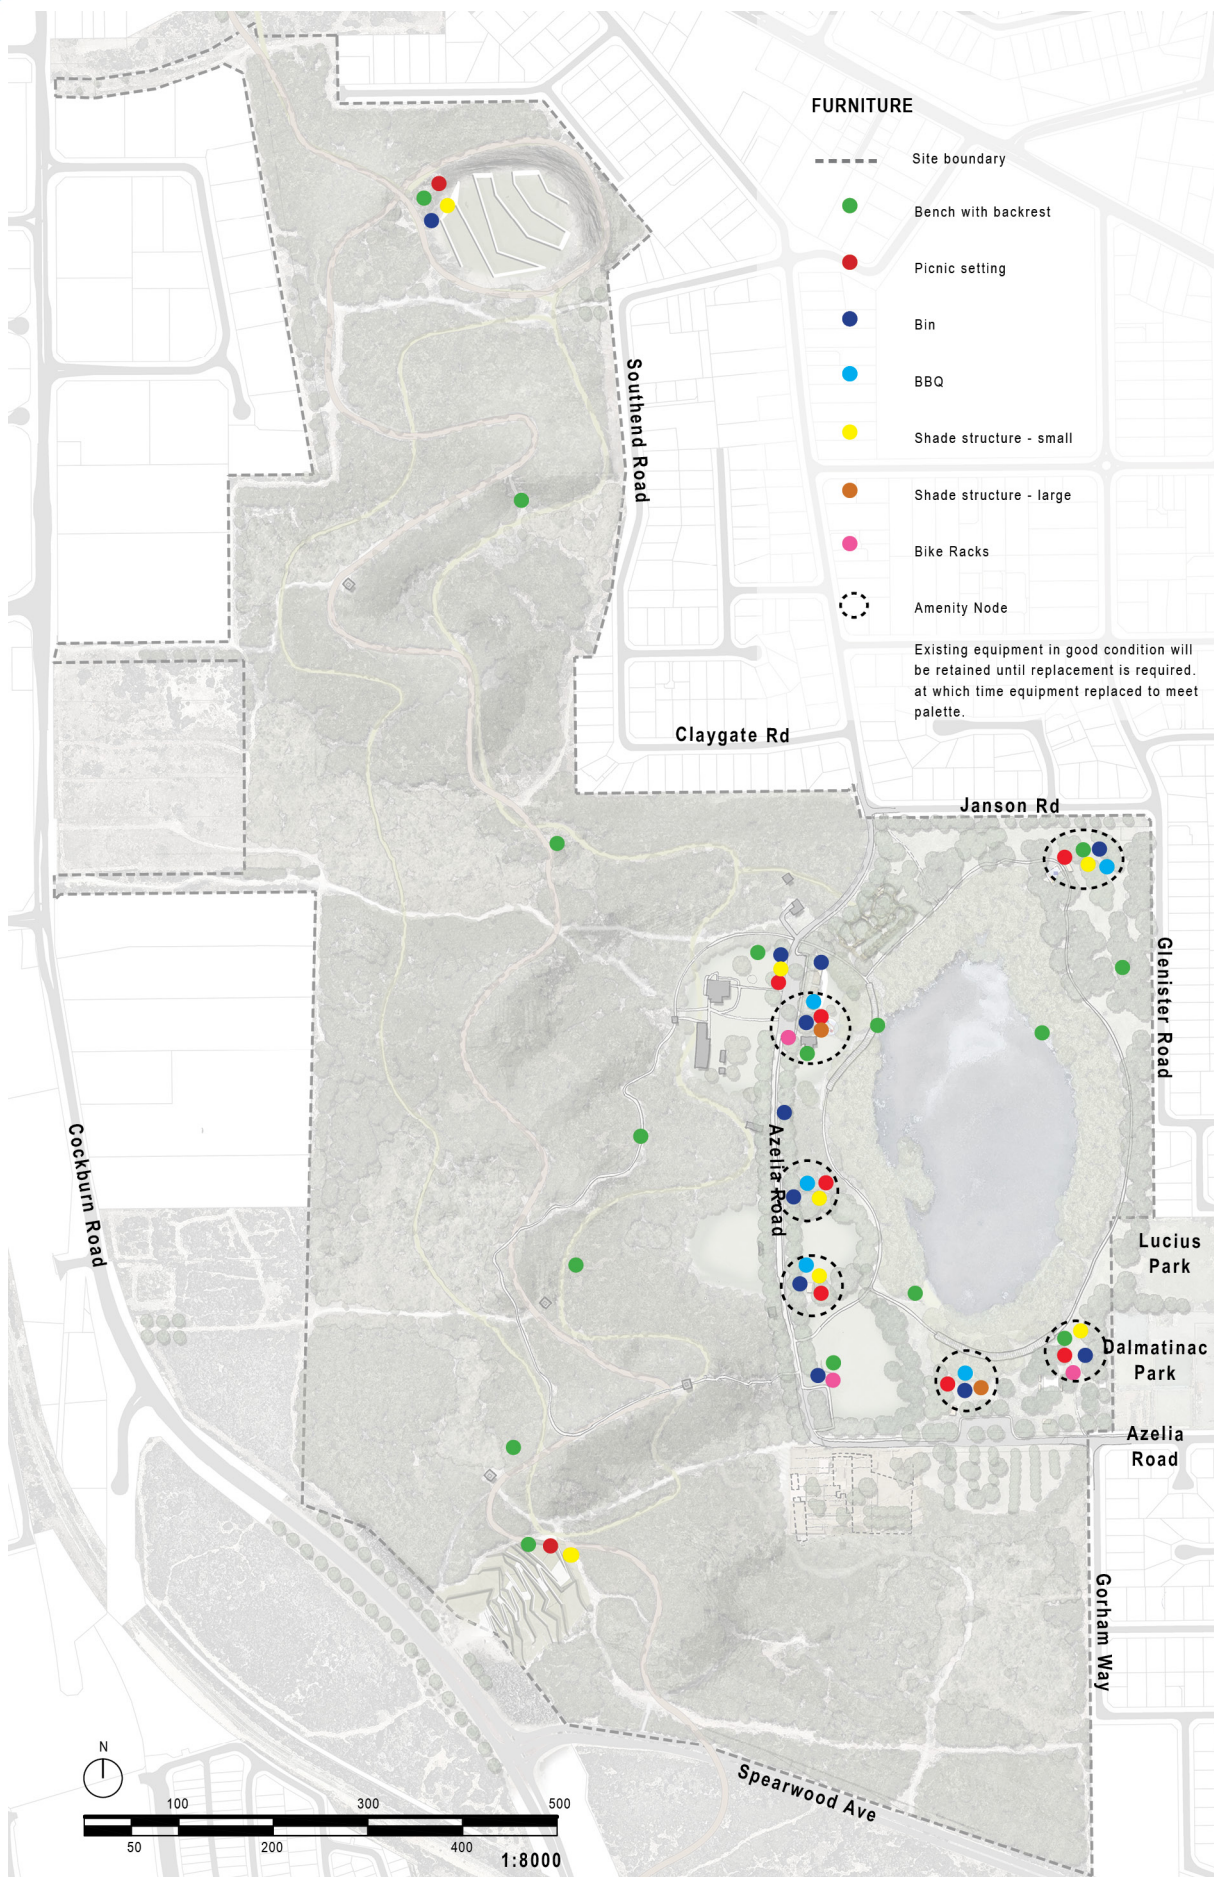 FURNITURE
Site boundary
Bench with backrest
Picnic setting
Bin
BBQ
Shade structure - small
Shade structure - large
Bike Racks
Amenity Node
Existing equipment in good condition will
be retained until replacement is required.
at which time equipment replaced to meet
palette.
Southend Road
Claygate Rd
Janson Rd
Glenister Road
Cockburn Road
Azelia Road
Lucius
Park
Dalmatinac
Park
Azelia
Road
Gorham Way
Spearwood Ave
N
100 300 500
50 200 400
1:8000